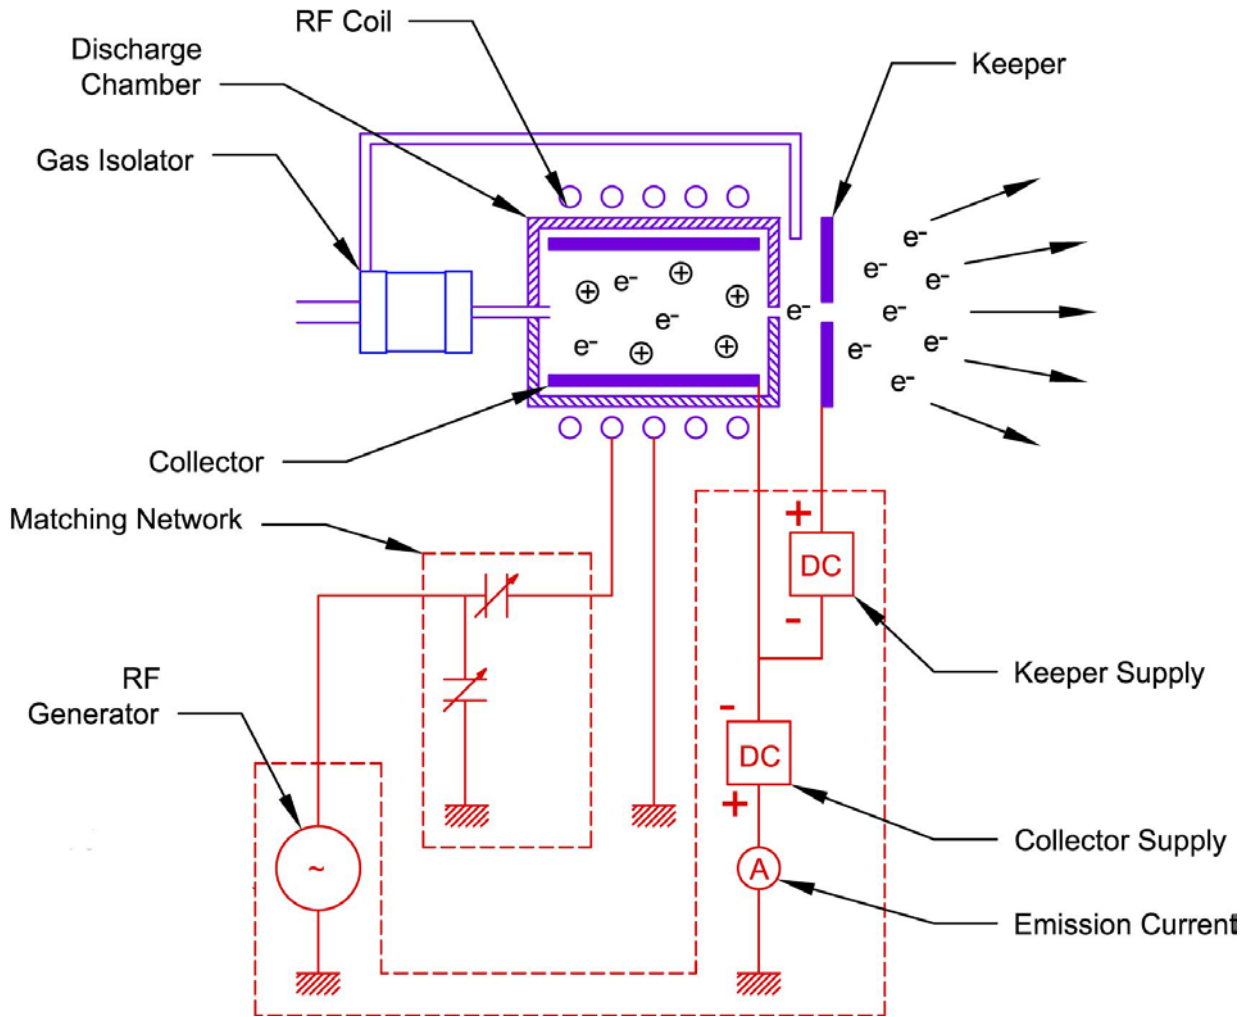 RF Coil
Discharge
Chamber
Keeper
Gas Isolator
e-
e-
e-
e-
e-
e-
e-
e-
e-
e-
e-
e-
Collector
Matching Network
+
DC
-
Keeper Supply
RF
Generator
-
DC
+
Collector Supply
~
A
Emission Current